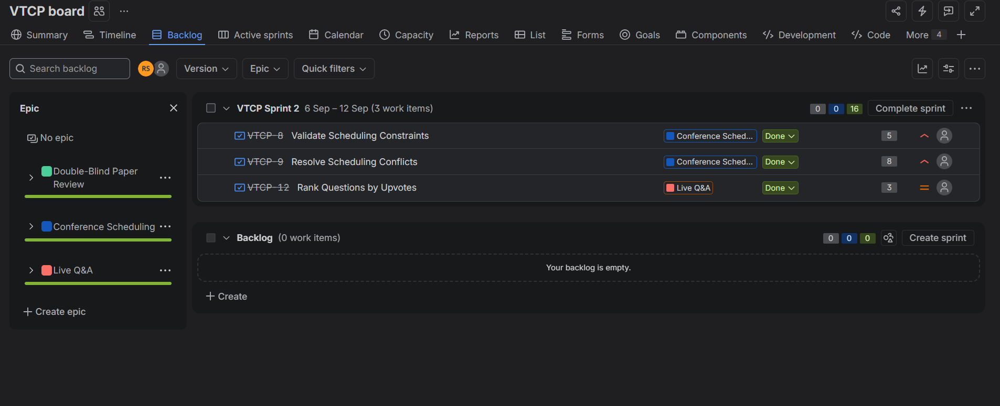 VTCP board
Summary Timeline Backlog Active sprints Calendar Capacity Reports List Forms Goals Components Development Code More 4
Search backlog RS Version Epic Quick filters
Epic
No epic
Double-Blind Paper
Review
Conference Scheduling
Live Q&A
Create epic
VTCP Sprint 2 6 Sep – 12 Sep (3 work items) 0 0 16 Complete sprint
VTCP-8 Validate Scheduling Constraints Conference Sched... Done 5
VTCP-9 Resolve Scheduling Conflicts Conference Sched... Done 8
VTCP-12 Rank Questions by Upvotes Live Q&A Done 3
Backlog (0 work items) 0 0 0 Create sprint
Your backlog is empty.
Create